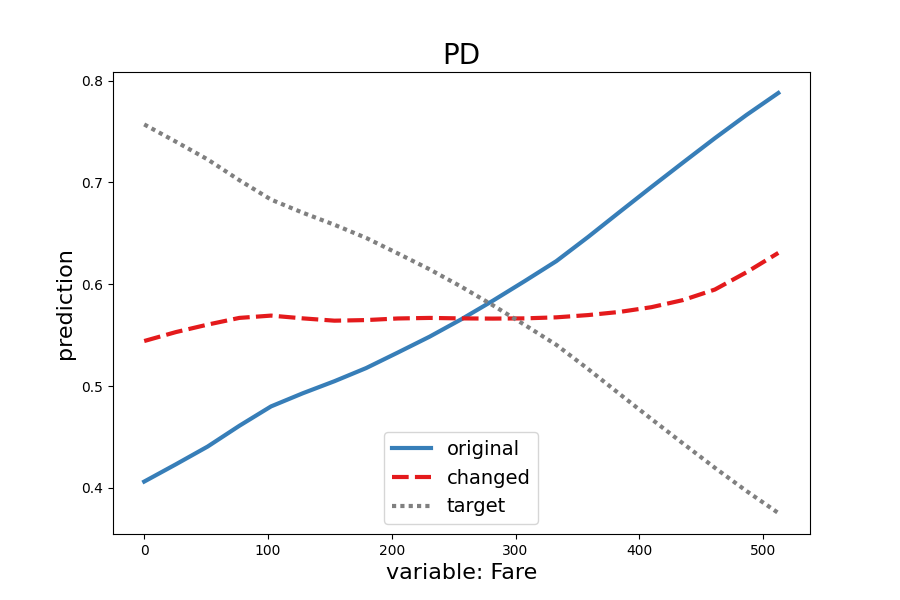 PD
prediction
0.8
0.7
0.6
0.5
0.4
original
changed
target
0 100 200 300 400 500
variable: Fare